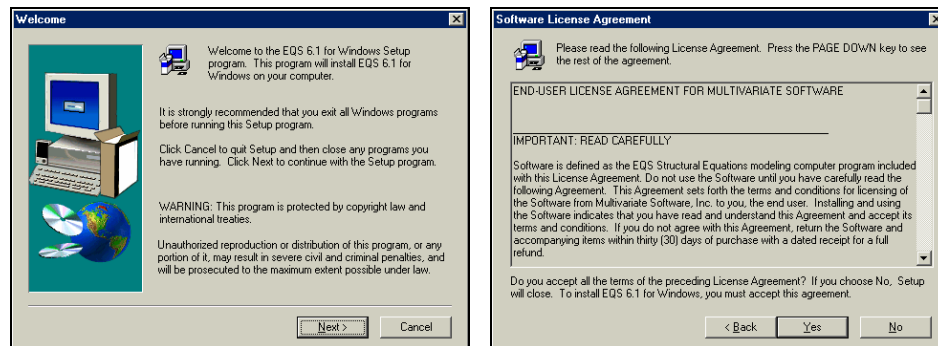 Welcome
Welcome to the EQS 6.1 for Windows Setup
program. This program will install EQS 6.1 for
Windows on your computer.
It is strongly recommended that you exit all Windows programs
before running this Setup program.
Click Cancel to quit Setup and then close any programs you
have running. Click Next to continue with the Setup program.
WARNING: This program is protected by copyright law and
international treaties.
Unauthorized reproduction or distribution of this program, or any
portion of it, may result in severe civil and criminal penalties, and
will be prosecuted to the maximum extent possible under law.
Next >
Cancel
Software License Agreement
Please read the following License Agreement. Press the PAGE DOWN key to see
the rest of the agreement.
END-USER LICENSE AGREEMENT FOR MULTIVARIATE SOFTWARE
IMPORTANT: READ CAREFULLY
Software is defined as the EQS Structural Equations modeling computer program included
with this License Agreement. Do not use the Software until you have carefully read the
following Agreement. This Agreement sets forth the terms and conditions for licensing of
the Software from Multivariate Software, Inc. to you, the end user. Installing and using
the Software indicates that you have read and understand this Agreement and accept its
terms and conditions. If you do not agree with this Agreement, return the Software and
accompanying items within thirty (30) days of purchase with a dated receipt for a full
refund.
Do you accept all the terms of the preceding License Agreement? If you choose No, Setup
will close. To install EQS 6.1 for Windows, you must accept this agreement.
< Back
Yes
No